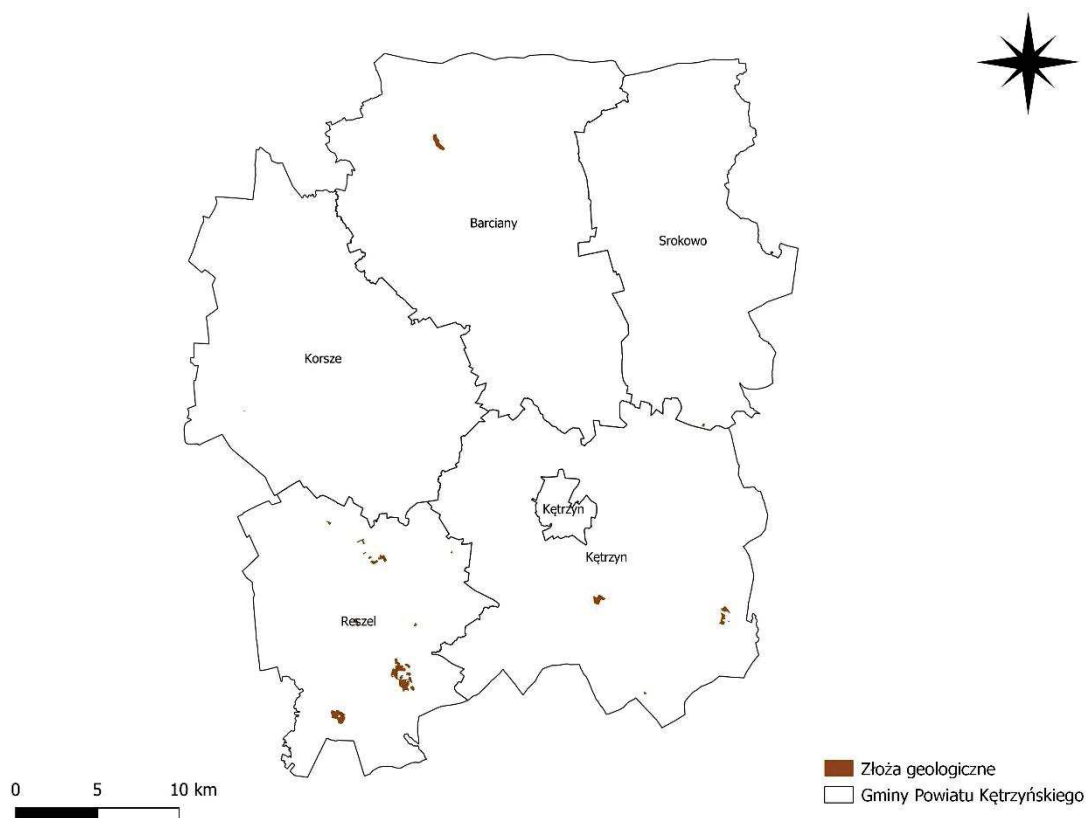 Barciany
Srokowo
Korsze
Kętrzyn
Kętrzyn
Reszel
0 5 10 km
Złoża geologiczne
Gminy Powiatu Kętrzyńskiego